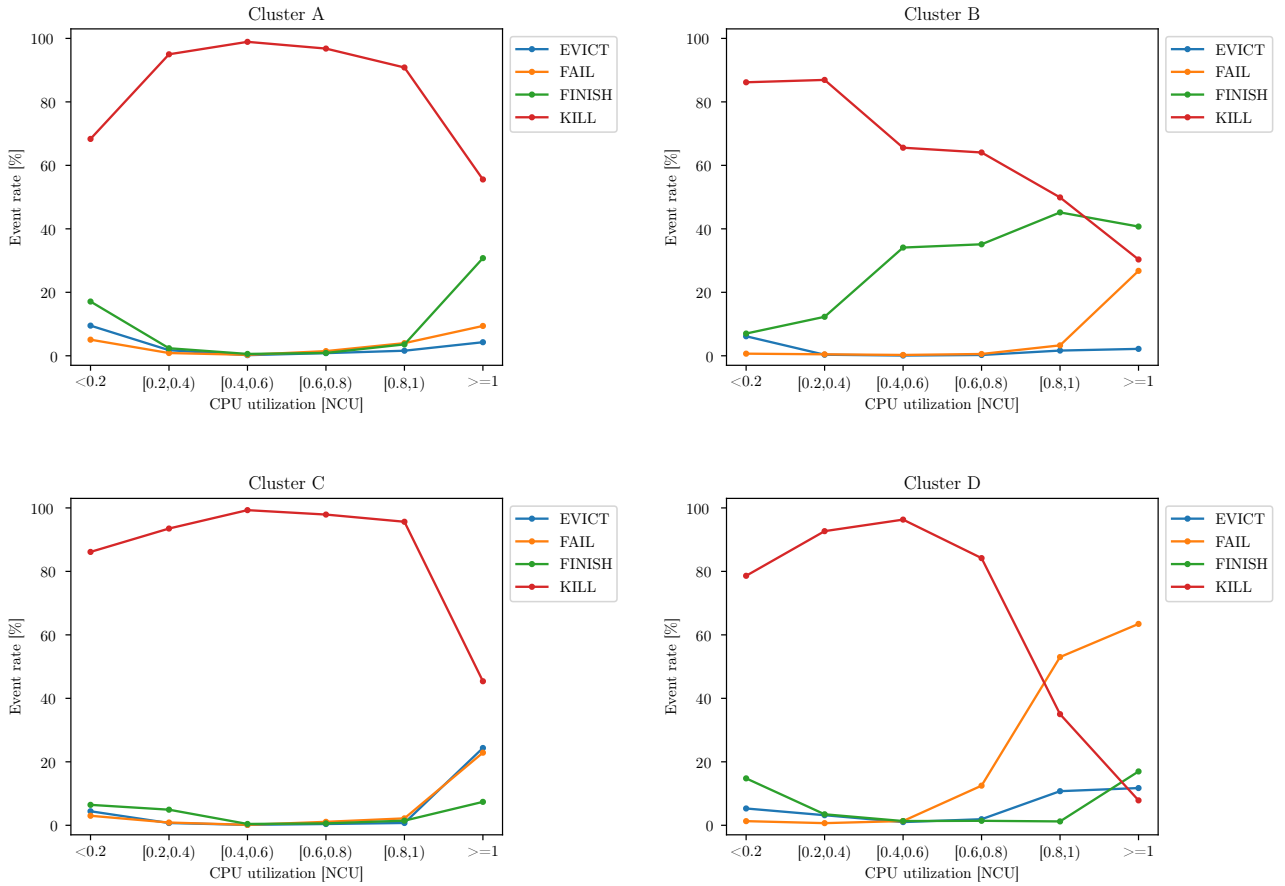 Cluster A
100
80
60
40
20
0
Event rate [%]
<0.2
[0.2,0.4)
[0.4,0.6)
[0.6,0.8)
[0.8,1)
>=1
CPU utilization [NCU]
EVICT
FAIL
FINISH
KILL
Cluster B
100
80
60
40
20
0
Event rate [%]
<0.2
[0.2,0.4)
[0.4,0.6)
[0.6,0.8)
[0.8,1)
>=1
CPU utilization [NCU]
EVICT
FAIL
FINISH
KILL
Cluster C
100
80
60
40
20
0
Event rate [%]
<0.2
[0.2,0.4)
[0.4,0.6)
[0.6,0.8)
[0.8,1)
>=1
CPU utilization [NCU]
EVICT
FAIL
FINISH
KILL
Cluster D
100
80
60
40
20
0
Event rate [%]
<0.2
[0.2,0.4)
[0.4,0.6)
[0.6,0.8)
[0.8,1)
>=1
CPU utilization [NCU]
EVICT
FAIL
FINISH
KILL